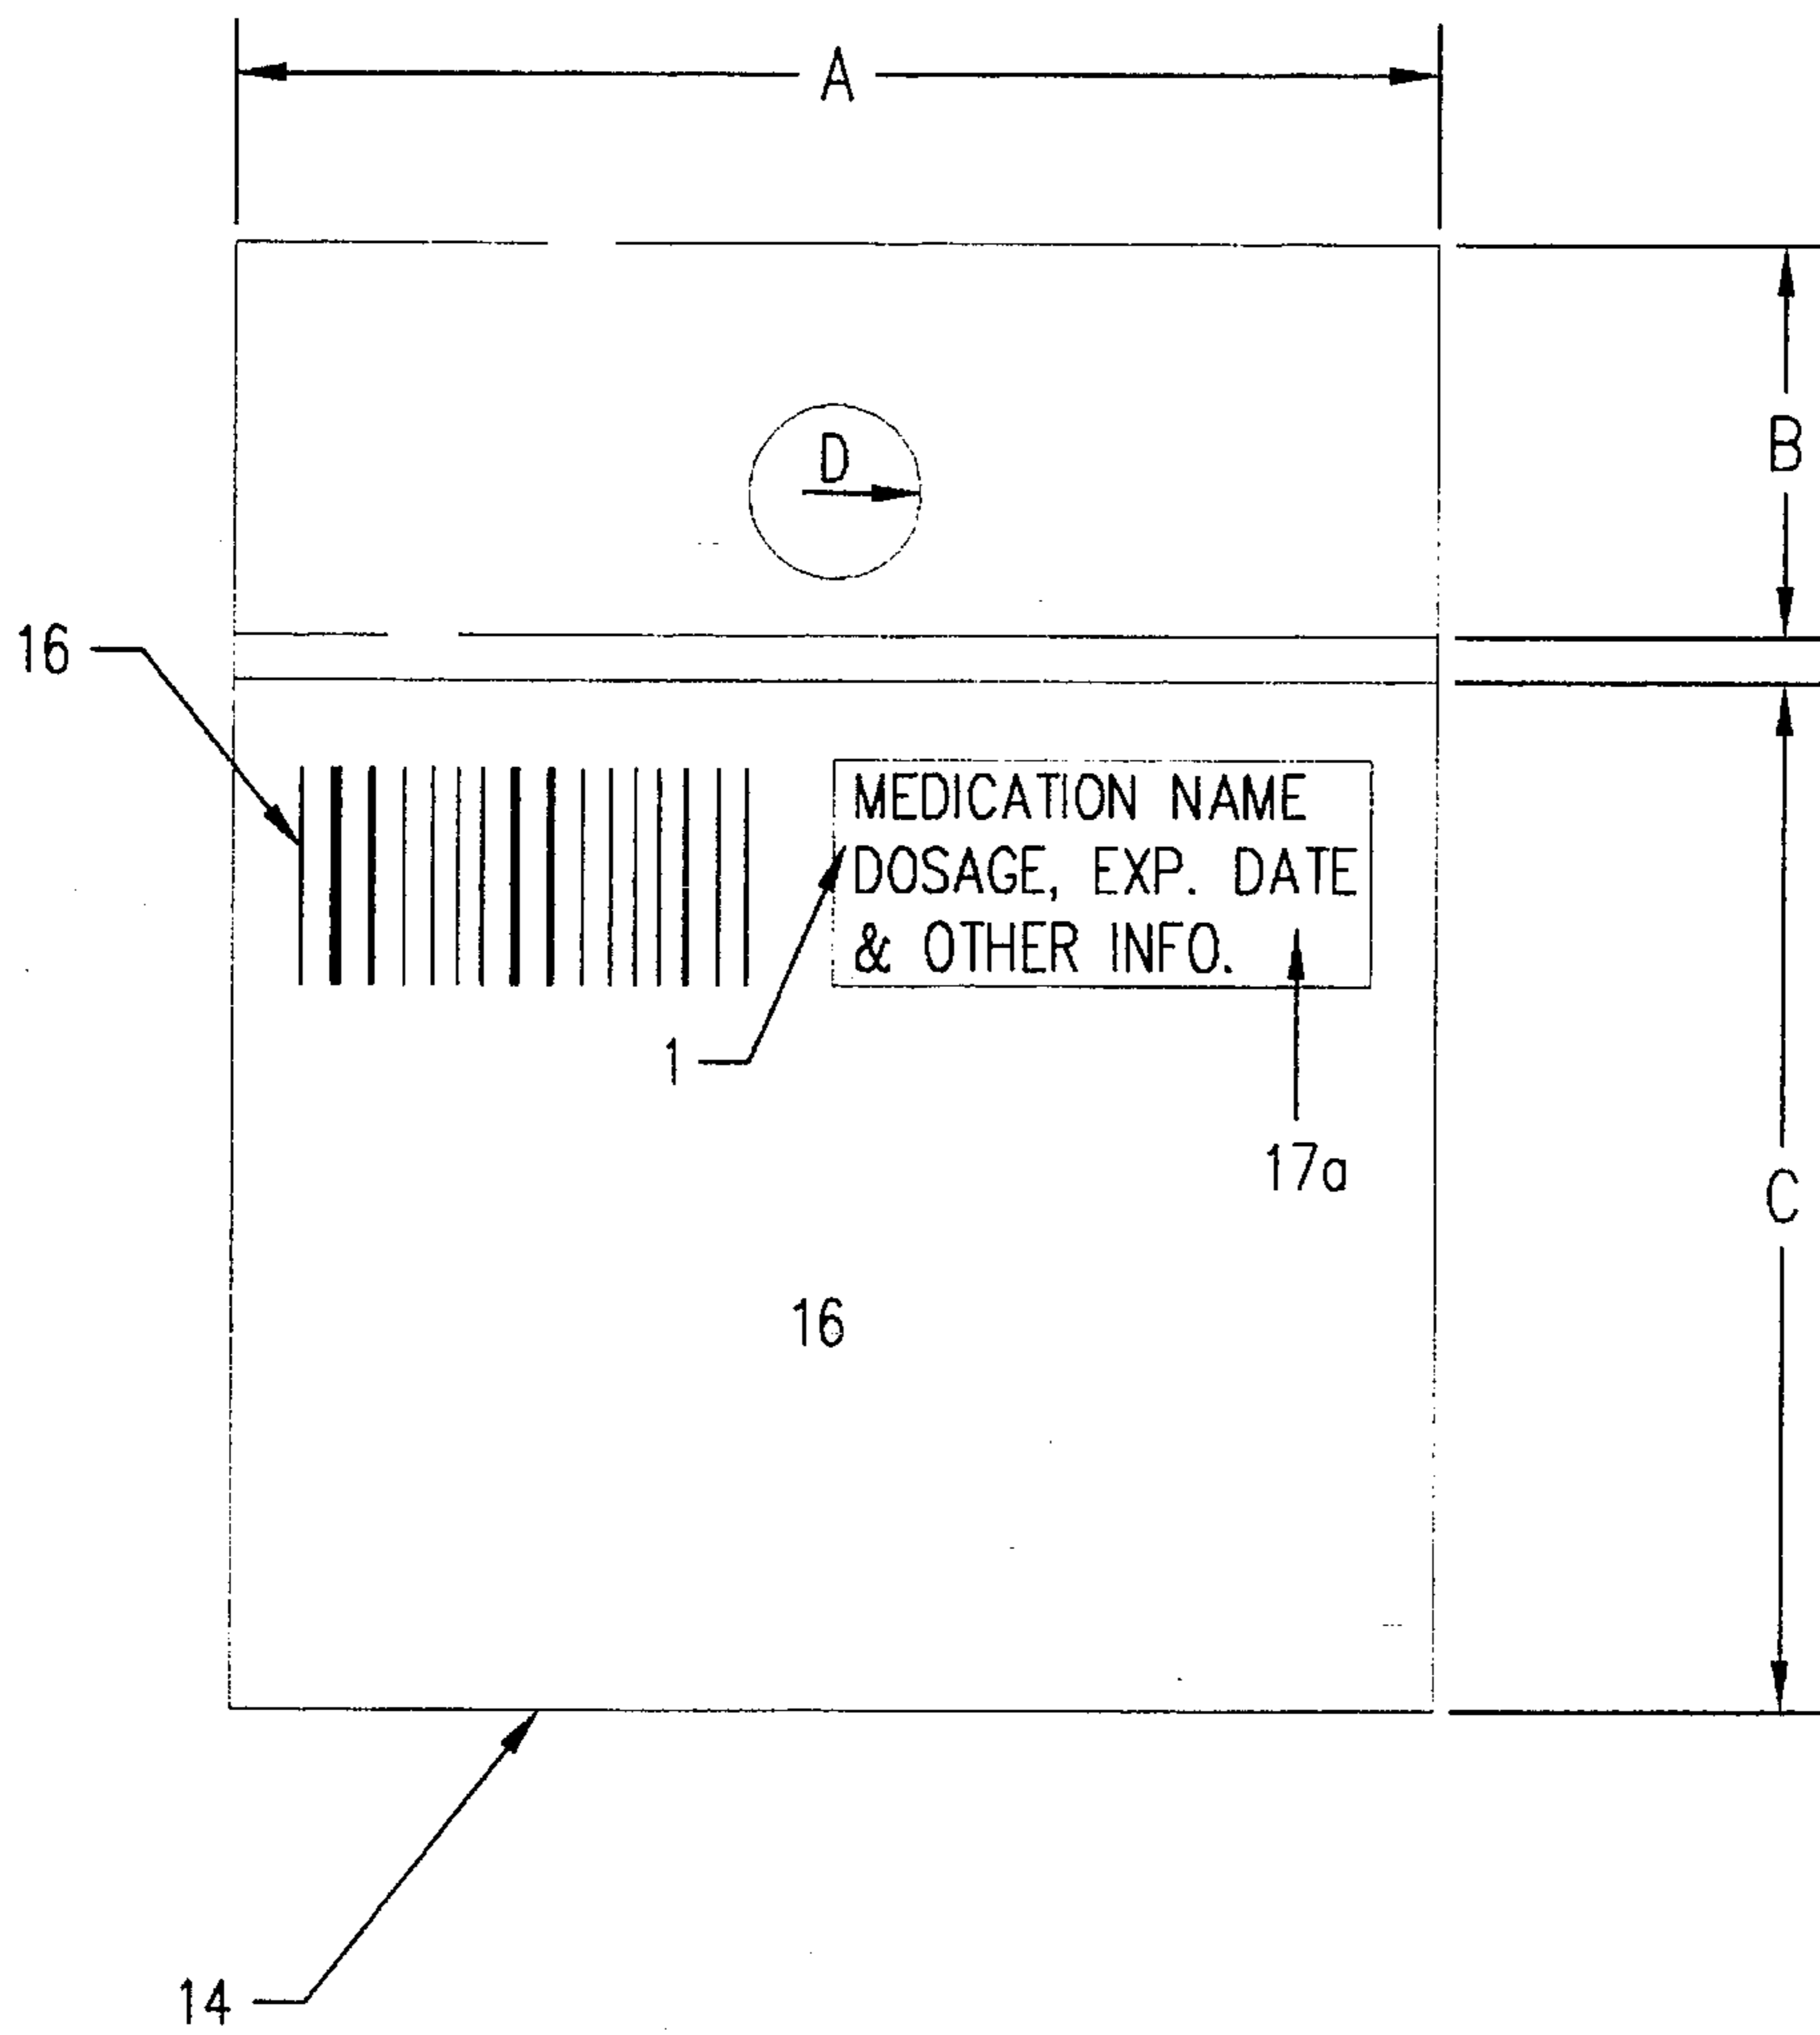 A
B
D
16
MEDICATION NAME
DOSAGE, EXP. DATE
& OTHER INFO.
1
17a
C
16
14